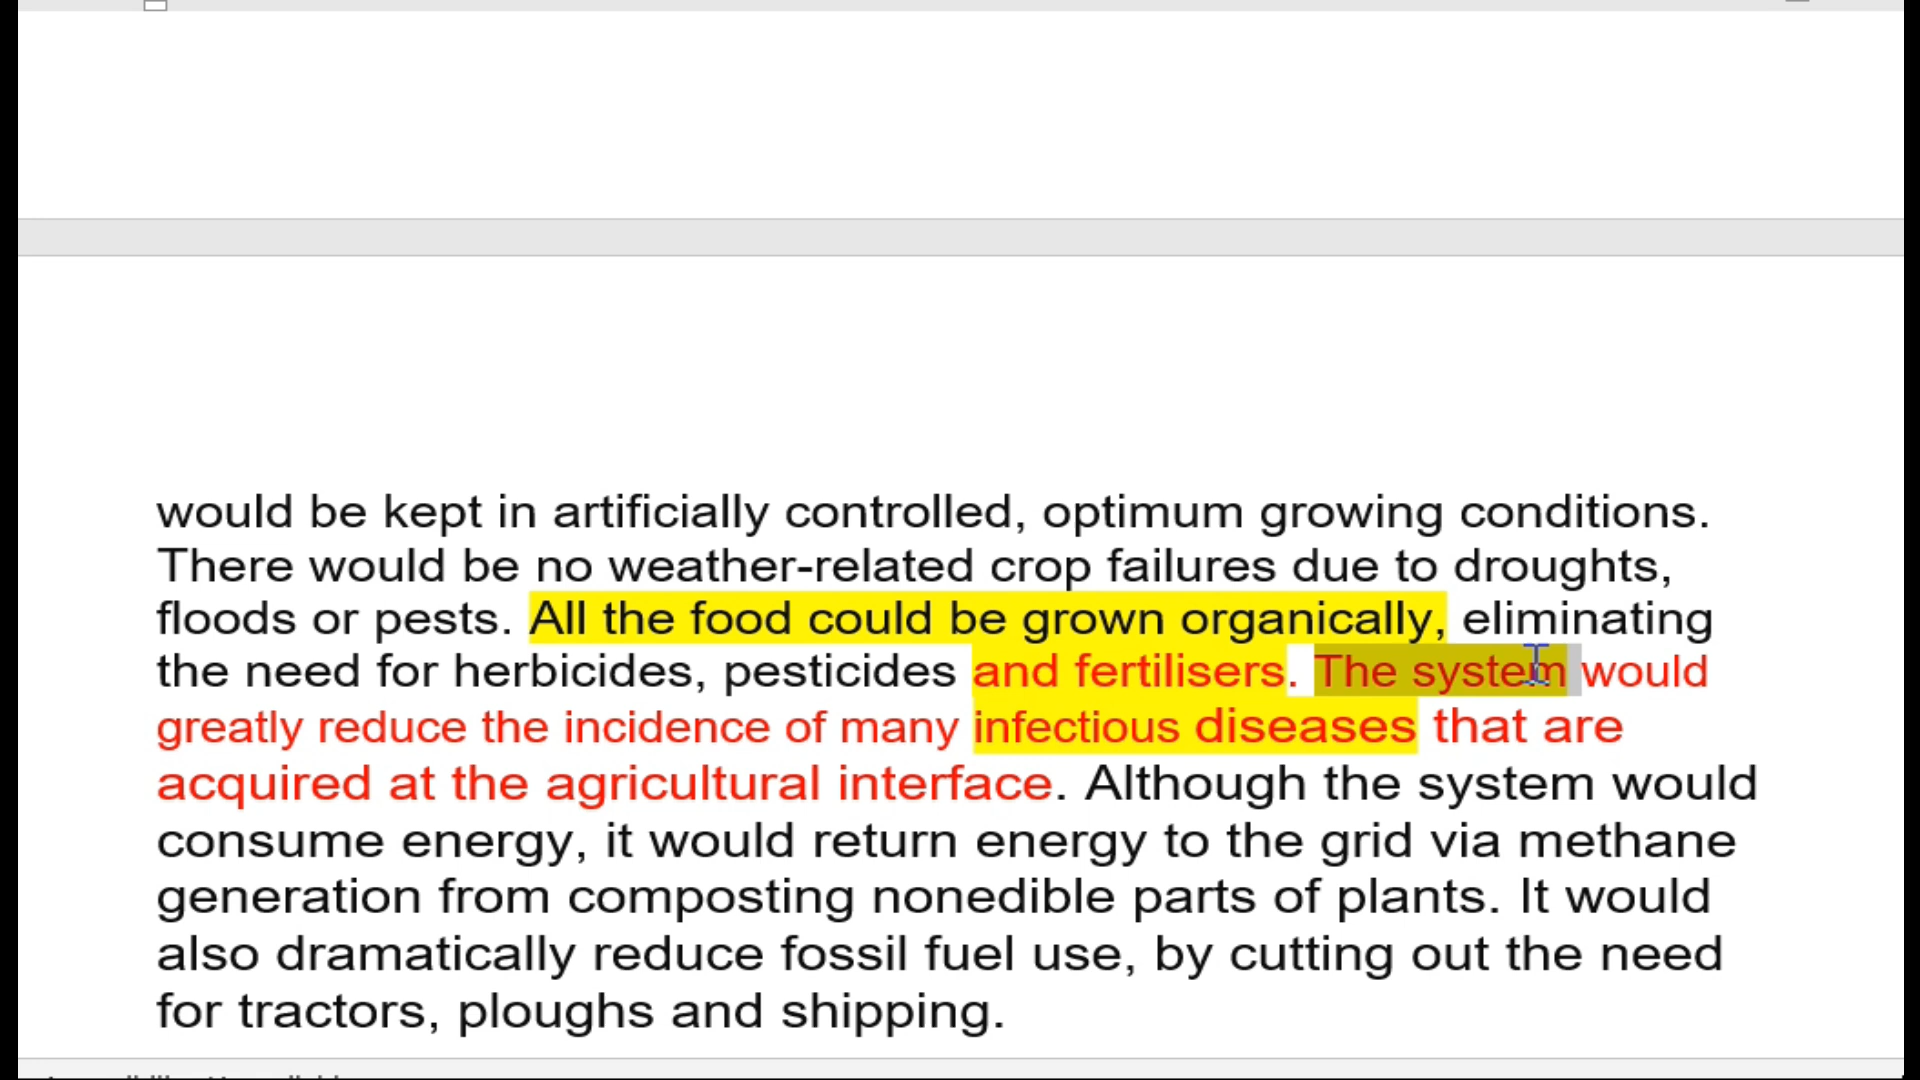 would be kept in artificially controlled, optimum growing conditions.
There would be no weather-related crop failures due to droughts,
floods or pests. All the food could be grown organically, eliminating
the need for herbicides, pesticides and fertilisers. The system would
greatly reduce the incidence of many infectious diseases that are
acquired at the agricultural interface. Although the system would
consume energy, it would return energy to the grid via methane
generation from composting nonedible parts of plants. It would
also dramatically reduce fossil fuel use, by cutting out the need
for tractors, ploughs and shipping.